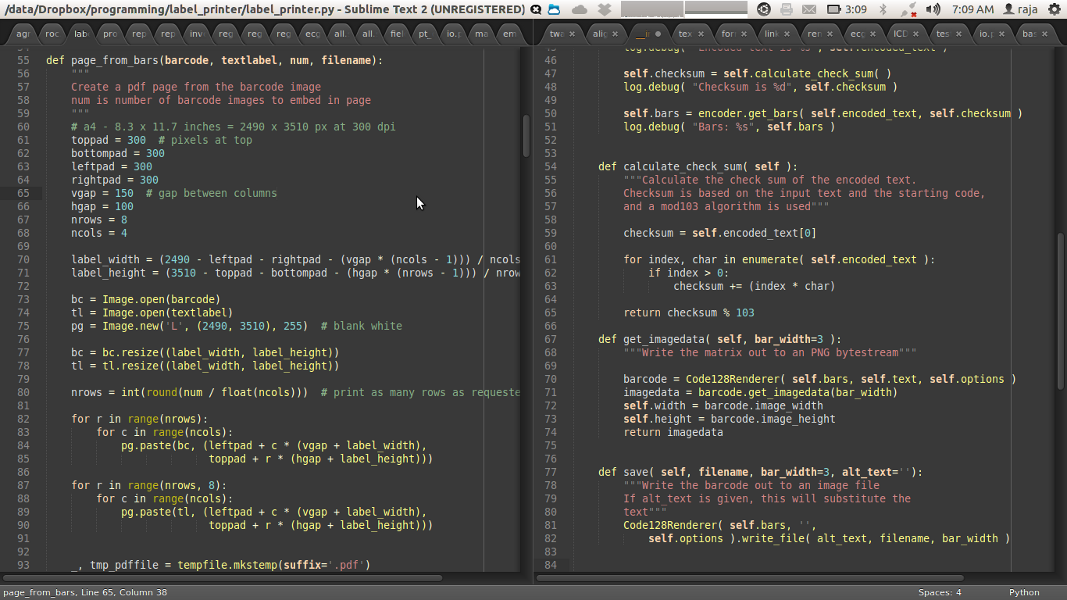 /data/Dropbox/programming/label_printer/label_printer.py - Sublime Text 2 (UNREGISTERED)
3:09
7:09 AM
raja
agr
roc
lab
pro
rep
rep
inv
reg
reg
reg
ecg
all.
all.
fiel
pt_
io.p
ma
em
55 def page_from_bars(barcode, textlabel, num, filename):
56 """
57 Create a pdf page from the barcode image
58 num is number of barcode images to embed in page
59 """
60 # a4 - 8.3 x 11.7 inches = 2490 x 3510 px at 300 dpi
61 toppad = 300 # pixels at top
62 bottompad = 300
63 leftpad = 300
64 rightpad = 300
65 vgap = 150 # gap between columns
66 hgap = 100
67 nrows = 8
68 ncols = 4
69
70 label_width = (2490 - leftpad - rightpad - (vgap * (ncols - 1))) / ncols
71 label_height = (3510 - toppad - bottompad - (hgap * (nrows - 1))) / nrow
72
73 bc = Image.open(barcode)
74 tl = Image.open(textlabel)
75 pg = Image.new('L', (2490, 3510), 255) # blank white
76
77 bc = bc.resize((label_width, label_height))
78 tl = tl.resize((label_width, label_height))
79
80 nrows = int(round(num / float(ncols))) # print as many rows as requeste
81
82 for r in range(nrows):
83 for c in range(ncols):
84 pg.paste(bc, (leftpad + c * (vgap + label_width),
85 toppad + r * (hgap + label_height)))
86
87 for r in range(nrows, 8):
88 for c in range(ncols):
89 pg.paste(tl, (leftpad + c * (vgap + label_width),
90 toppad + r * (hgap + label_height)))
91
92
93 _, tmp_pdffile = tempfile.mkstemp(suffix='.pdf')
twa
alig
tex
forr
link
ren
ecg
ICD
tes
io.p
bas
log.debug( "Encoded text is %s", self.encoded_text )
46
47 self.checksum = self.calculate_check_sum( )
48 log.debug( "Checksum is %d", self.checksum )
49
50 self.bars = encoder.get_bars( self.encoded_text, self.checksum )
51 log.debug( "Bars: %s", self.bars )
52
53
54 def calculate_check_sum( self ):
55 """Calculate the check sum of the encoded text.
56 Checksum is based on the input text and the starting code,
57 and a mod103 algorithm is used"""
58
59 checksum = self.encoded_text[0]
60
61 for index, char in enumerate( self.encoded_text ):
62 if index > 0:
63 checksum += (index * char)
64
65 return checksum % 103
66
67 def get_imagedata( self, bar_width=3 ):
68 """Write the matrix out to an PNG bytestream"""
69
70 barcode = Code128Renderer( self.bars, self.text, self.options )
71 imagedata = barcode.get_imagedata(bar_width)
72 self.width = barcode.image_width
73 self.height = barcode.image_height
74 return imagedata
75
76
77 def save( self, filename, bar_width=3, alt_text=''):
78 """Write the barcode out to an image file
79 If alt_text is given, this will substitute the
80 text"""
81 Code128Renderer( self.bars, '',
82 self.options ).write_file( alt_text, filename, bar_width )
83
84
page_from_bars, Line 65, Column 38
Spaces: 4
Python